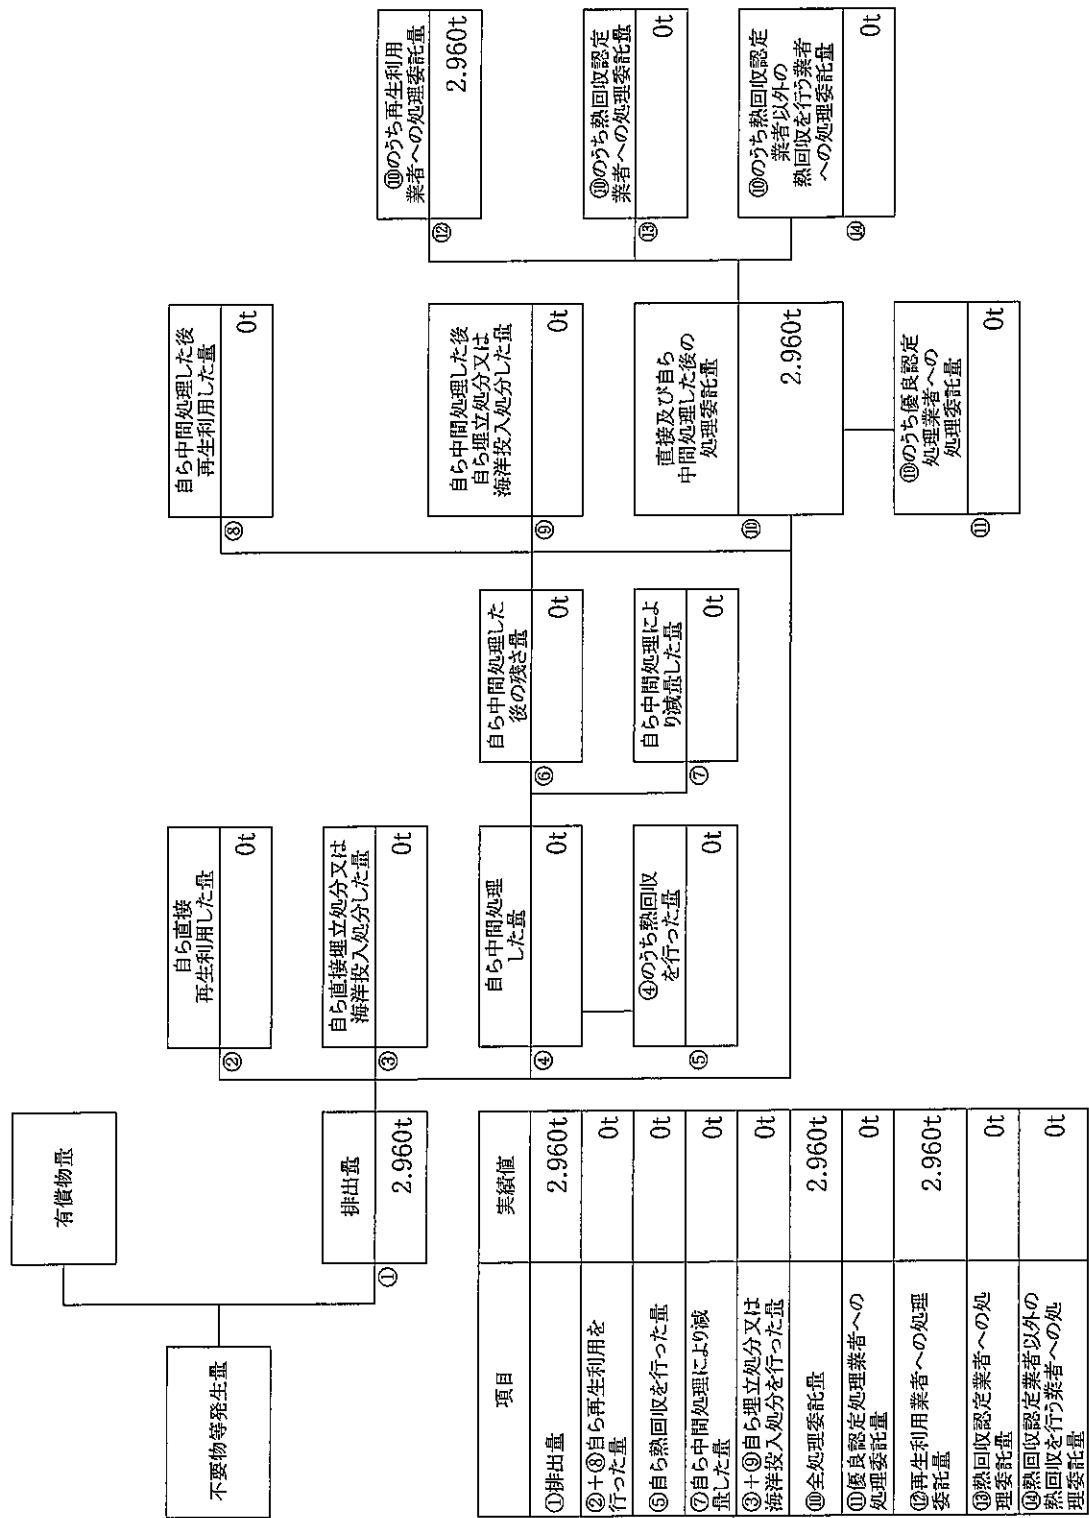 有償物量
不要物等発生量
排出量
①
2.960t
自ら直接
再生利用した量
②
0t
自ら直接埋立処分又は
海洋投入処分した量
③
0t
自ら中間処理
した量
④
0t
④のうち熱回収
を行った量
⑤
0t
自ら中間処理した
後の残さ量
⑥
0t
自ら中間処理によ
り減量した量
⑦
0t
自ら中間処理した後
再生利用した量
⑧
0t
自ら中間処理した後
自ら埋立処分又は
海洋投入処分した量
⑨
0t
直接及び自ら
中間処理した後の
処理委託量
⑩
2.960t
⑩のうち優良認定
処理業者への
処理委託量
⑪
0t
⑩のうち再生利用
業者への処理委託量
⑫
2.960t
⑩のうち熱回収認定
業者への処理委託量
⑬
0t
⑩のうち熱回収認定
業者以外の
熱回収を行う業者
への処理委託量
⑭
0t
項目
実績値
①排出量
2.960t
②+⑧自ら再生利用を
行った量
0t
⑤自ら熱回収を行った量
0t
⑦自ら中間処理により減
量した量
0t
③+⑨自ら埋立処分又は
海洋投入処分を行った量
0t
⑩全処理委託量
2.960t
⑪優良認定処理業者への
処理委託量
0t
⑫再生利用業者への処理
委託量
2.960t
⑬熱回収認定業者への処
理委託量
0t
⑭熱回収認定業者以外の
熱回収を行う業者への処
理委託量
0t